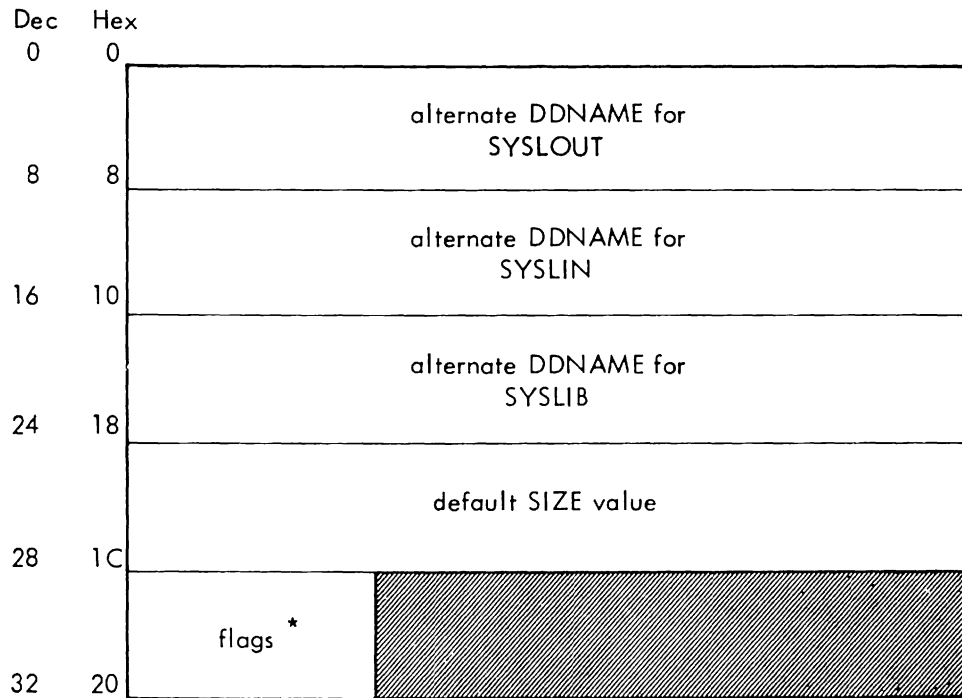 Dec Hex
0 0
alternate DDNAME for
SYSLOUT
8 8
alternate DDNAME for
SYSLIN
16 10
alternate DDNAME for
SYSLIB
24 18
default SIZE value
28 1C
flags *
32 20